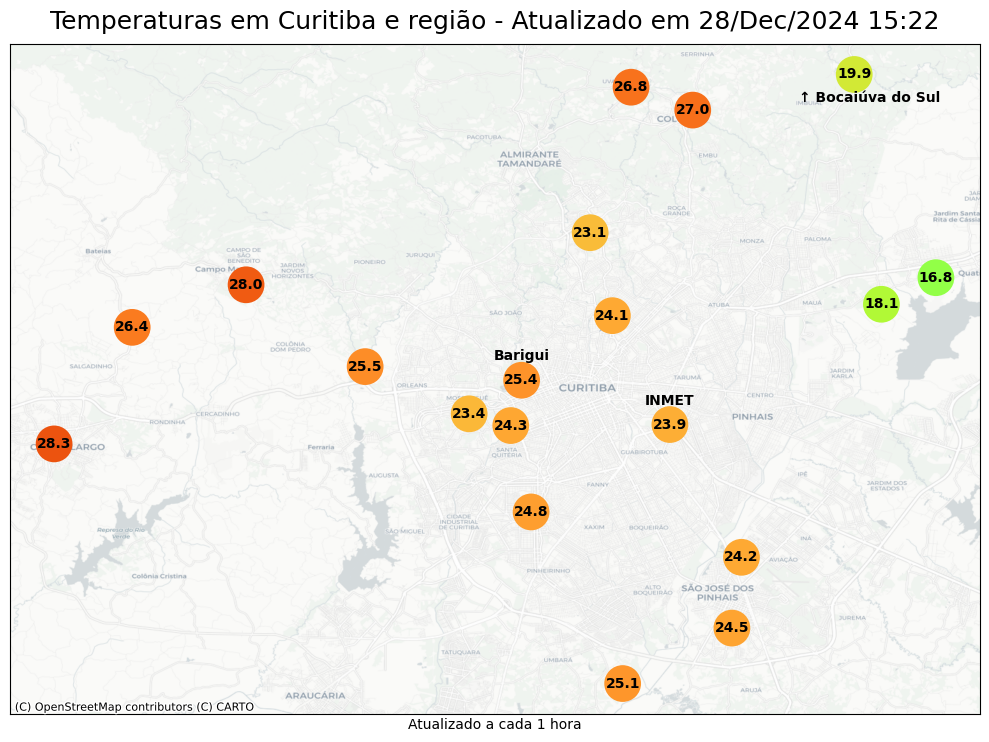 Temperaturas em Curitiba e região - Atualizado em 28/Dec/2024 15:22
SERRINHA
19.9
26.8
↑ Bocaiúva do Sul
27.0
PACOTUBA
ALMIRANTE
TAMANDARÉ
EMBU
ROÇA
GRANDE
Jardim Santa
Rita de Cássia
23.1
MONZA
PALOMA
Bateias
CAMPO DE
SÃO
BENEDITO
JURUQUI
PIONEIRO
JARDIM
NOVOS
HORIZONTES
28.0
16.8
18.1
ATUBA
MAUÁ
SÃO JOÃO
24.1
26.4
COLÔNIA
DOM PEDRO
Barigui
SALGADINHO
25.5
25.4
JARDIM
KARLA
TARUMÃ
ORLEANS
CURITIBA
CENTRO
INMET
23.4
CERCADINHO
RONDINHA
PINHAIS
24.3
23.9
28.3
Ferraria
SANTA
QUITÉRIA
GUABIROTUBA
AUGUSTA
IPÊ
FANNY
JARDIM DOS
ESTADOS
24.8
CIDADE
INDUSTRIAL
DE CURITIBA
XAXIM
BOQUEIRÃO
Represa do Rio
Verde
INÁ
24.2
AVIAÇÃO
PINHEIRINHO
Colônia Cristina
ALTO
BOQUEIRÃO
SÃO JOSÉ DOS
PINHAIS
JUREMA
24.5
TATUQUARA
UMBARÁ
25.1
ARUJÁ
ARAUCÁRIA
(C) OpenStreetMap contributors (C) CARTO
Atualizado a cada 1 hora